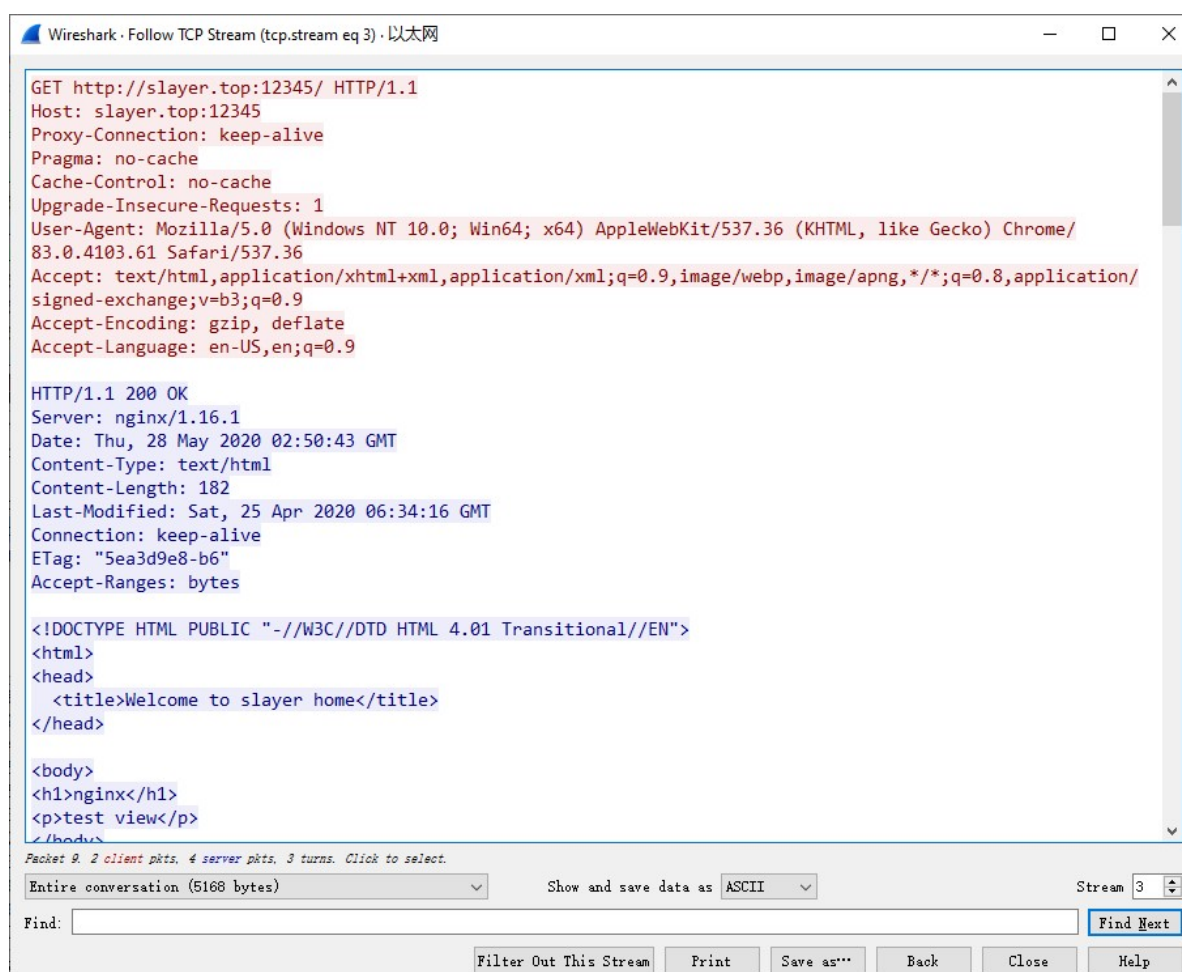 Wireshark · Follow TCP Stream (tcp.stream eq 3) · 以太网
GET http://slayer.top:12345/ HTTP/1.1
Host: slayer.top:12345
Proxy-Connection: keep-alive
Pragma: no-cache
Cache-Control: no-cache
Upgrade-Insecure-Requests: 1
User-Agent: Mozilla/5.0 (Windows NT 10.0; Win64; x64) AppleWebKit/537.36 (KHTML, like Gecko) Chrome/
83.0.4103.61 Safari/537.36
Accept: text/html,application/xhtml+xml,application/xml;q=0.9,image/webp,image/apng,*/*;q=0.8,application/
signed-exchange;v=b3;q=0.9
Accept-Encoding: gzip, deflate
Accept-Language: en-US,en;q=0.9
HTTP/1.1 200 OK
Server: nginx/1.16.1
Date: Thu, 28 May 2020 02:50:43 GMT
Content-Type: text/html
Content-Length: 182
Last-Modified: Sat, 25 Apr 2020 06:34:16 GMT
Connection: keep-alive
ETag: "5ea3d9e8-b6"
Accept-Ranges: bytes
<!DOCTYPE HTML PUBLIC "-//W3C//DTD HTML 4.01 Transitional//EN">
<html>
<head>
  <title>Welcome to slayer home</title>
</head>
<body>
<h1>nginx</h1>
<p>test view</p>
</body>
Packet 9. 2 client pkts, 4 server pkts, 3 turns. Click to select.
Entire conversation (5168 bytes) Show and save data as ASCII Stream 3
Find: Find Next
Filter Out This Stream Print Save as… Back Close Help